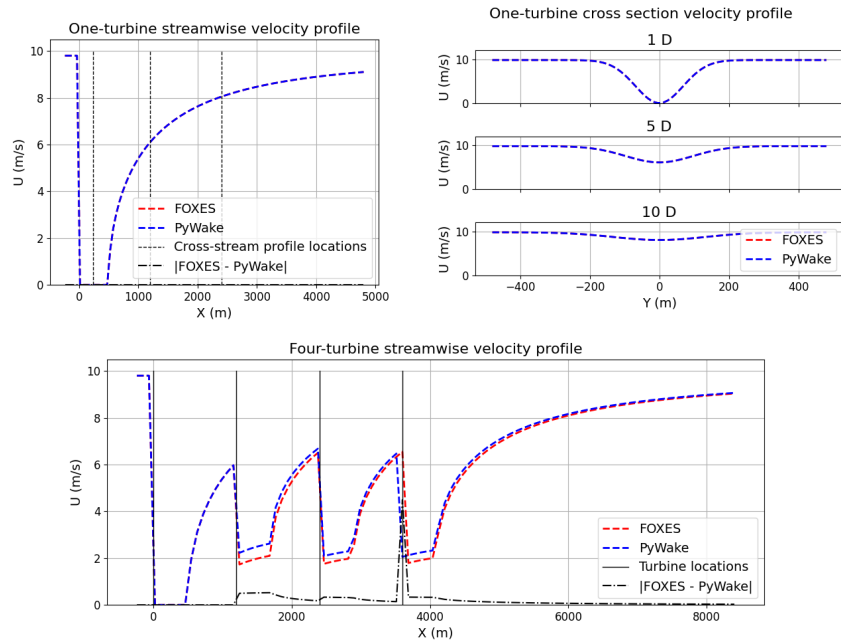 One-turbine streamwise velocity profile
10
8
6
4
2
0
U (m/s)
FOXES
PyWake
Cross-stream profile locations
|FOXES - PyWake|
0
1000
2000
3000
4000
5000
X (m)
One-turbine cross section velocity profile
1 D
10
0
U (m/s)
5 D
10
0
U (m/s)
10 D
10
0
U (m/s)
FOXES
PyWake
−400
−200
0
200
400
Y (m)
Four-turbine streamwise velocity profile
10
8
6
4
2
0
U (m/s)
FOXES
PyWake
Turbine locations
|FOXES - PyWake|
0
2000
4000
6000
8000
X (m)